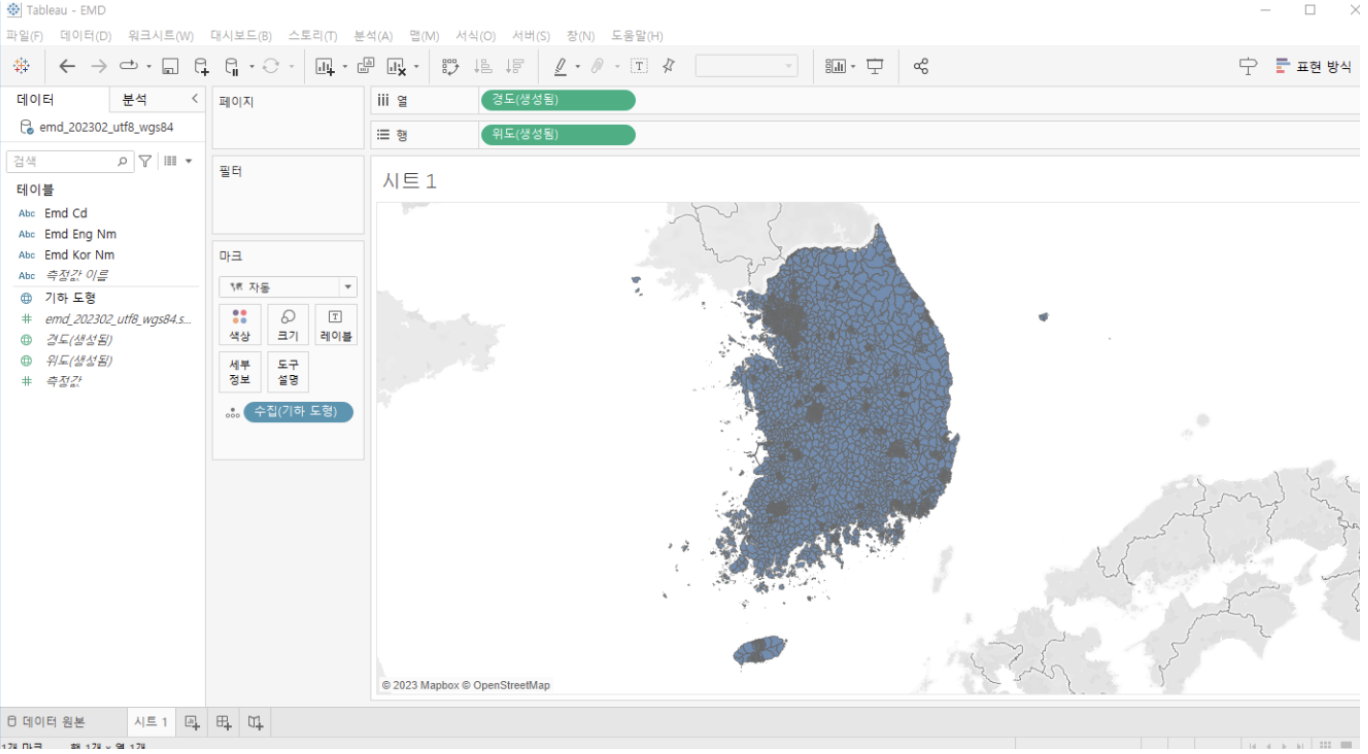 Tableau - EMD
파일(F) 데이터(D) 워크시트(W) 대시보드(B) 스토리(T) 분석(A) 맵(M) 서식(O) 서버(S) 창(N) 도움말(H)
표현 방식
데이터 분석
emd_202302_utf8_wgs84
검색
테이블
Abc Emd Cd
Abc Emd Eng Nm
Abc Emd Kor Nm
Abc 측정값 이름
기하 도형
# emd_202302_utf8_wgs84.s...
경도(생성됨)
위도(생성됨)
# 측정값
페이지
필터
마크
자동
색상 크기 T 레이블
세부 정보
도구 설명
수집(기하 도형)
iii 열 경도(생성됨)
행 위도(생성됨)
시트 1
© 2023 Mapbox © OpenStreetMap
데이터 원본 시트 1
1개 마크 행 1개 x 열 1개